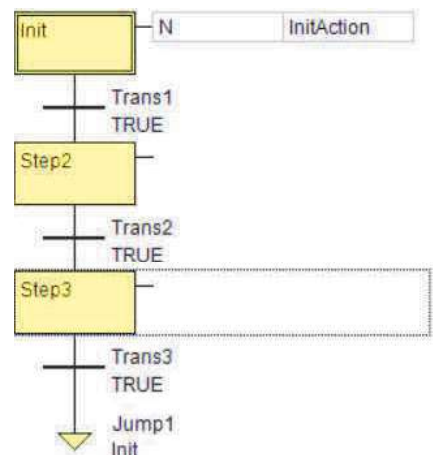 Init N InitAction
Trans1
TRUE
Step2
Trans2
TRUE
Step3
Trans3
TRUE
Jump1
Init